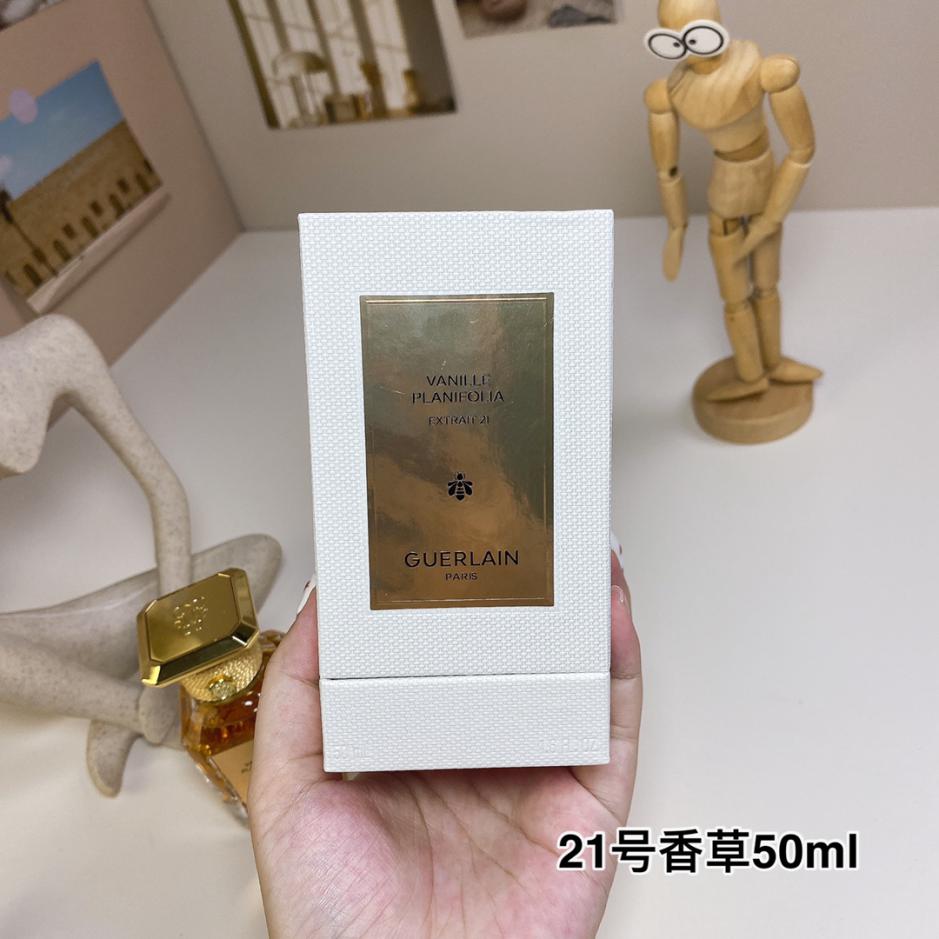 VANILLE
PLANIFOLIA
EXTRAIT 21
GUERLAIN
PARIS
21号香草50ml